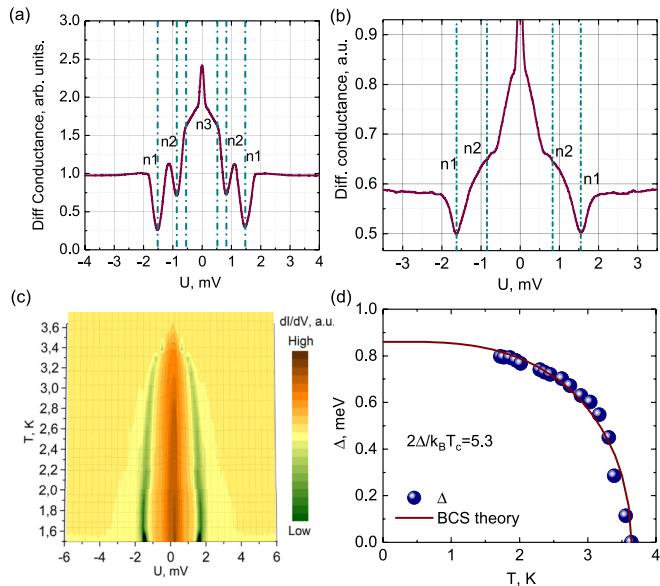 (a)
Diff Conductance, arb. units.
3.0
2.5
2.0
1.5
1.0
0.5
0.0
n1
n2
n3
n2
n1
-4 -3 -2 -1 0 1 2 3 4
U, mV
(b)
Diff. conductance, a.u.
0.9
0.8
0.7
0.6
0.5
n1
n2
n2
n1
-3 -2 -1 0 1 2 3
U, mV
(c)
T, K
3,6
3,4
3,2
3,0
2,8
2,6
2,4
2,2
2,0
1,8
1,6
-6 -4 -2 0 2 4 6
U, mV
dI/dV, a.u.
High
Low
(d)
Δ, meV
1.0
0.8
0.6
0.4
0.2
0.0
2Δ/kBTc=5.3
Δ
BCS theory
0 1 2 3 4
T, K